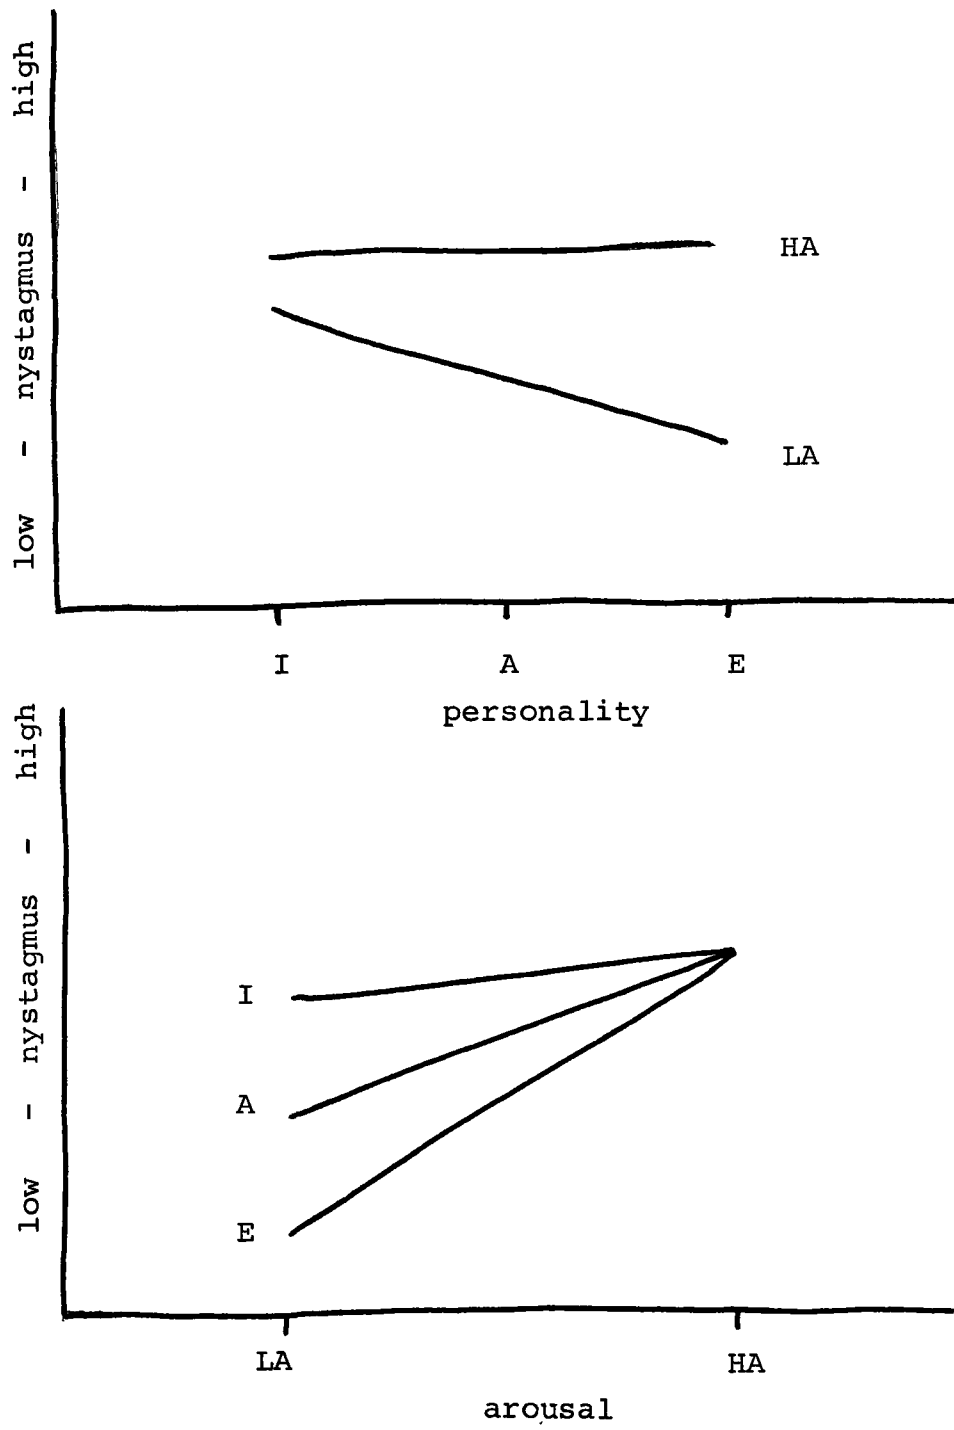 low - nystagmus - high
HA
LA
I A E
personality
low - nystagmus - high
I
A
E
LA HA
arousal